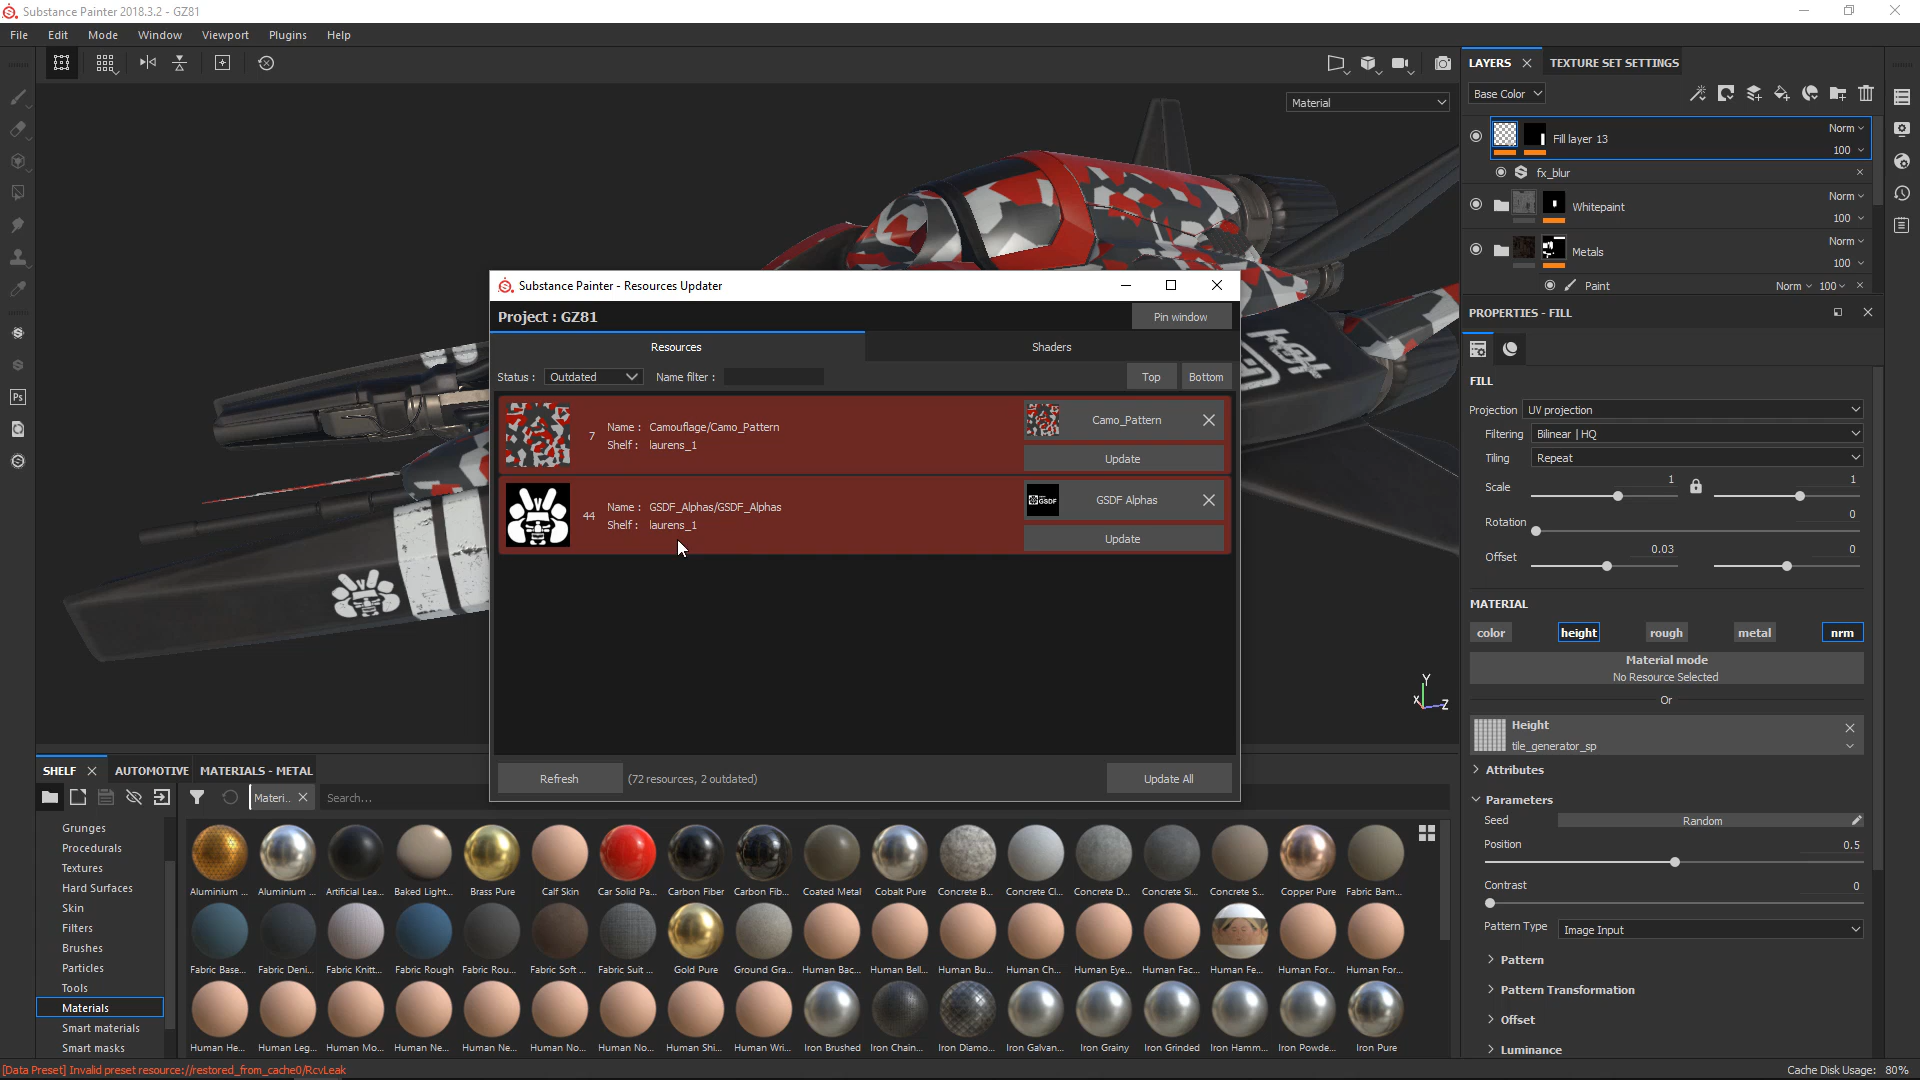 Substance Painter 2018.3.2 - GZ81
File Edit Mode Window Viewport Plugins Help
Material
LAYERS
TEXTURE SET SETTINGS
Base Color
Fill layer 13
Norm
100
fx_blur
Whitepaint
Norm
100
Metals
Norm
100
Paint
Norm
100
PROPERTIES - FILL
FILL
Projection UV projection
Filtering Bilinear | HQ
Tiling Repeat
Scale 1 1
Rotation 0
Offset 0.03 0
MATERIAL
color height rough metal nrm
Material mode
No Resource Selected
Or
Height
tile_generator_sp
Attributes
Parameters
Seed Random
Position 0.5
Contrast 0
Pattern Type Image Input
Pattern
Pattern Transformation
Offset
Luminance
Substance Painter - Resources Updater
Project : GZ81
Pin window
Resources
Shaders
Status : Outdated
Name filter :
Top
Bottom
7
Name : Camouflage/Camo_Pattern
Shelf : laurens_1
Camo_Pattern
Update
44
Name : GSDF_Alphas/GSDF_Alphas
Shelf : laurens_1
GSDF
GSDF Alphas
Update
Refresh
(72 resources, 2 outdated)
Update All
Y
X
Z
Ps
SHELF
AUTOMOTIVE
MATERIALS - METAL
Materi..
Search...
Grunges
Procedurals
Textures
Hard Surfaces
Skin
Filters
Brushes
Particles
Tools
Materials
Smart materials
Smart masks
Aluminium ... Aluminium ... Artificial Lea... Baked Light... Brass Pure Calf Skin Car Solid Pa... Carbon Fiber Carbon Fib... Coated Metal Cobalt Pure Concrete B... Concrete Cl... Concrete D... Concrete Si... Concrete S... Copper Pure Fabric Bam...
Fabric Base... Fabric Deni... Fabric Knitt... Fabric Rough Fabric Rou... Fabric Soft ... Fabric Suit ... Gold Pure Ground Gra... Human Bac... Human Bell... Human Bu... Human Ch... Human Eye... Human Fac... Human Fe... Human For... Human For...
Human He... Human Leg... Human Mo... Human Ne... Human Ne... Human No... Human No... Human Shi... Human Wri... Iron Brushed Iron Chain... Iron Diamo... Iron Galvan... Iron Grainy Iron Grinded Iron Hamm... Iron Powde... Iron Pure
[Data Preset] Invalid preset resource://restored_from_cache0/RcvLeak
Cache Disk Usage: 80%